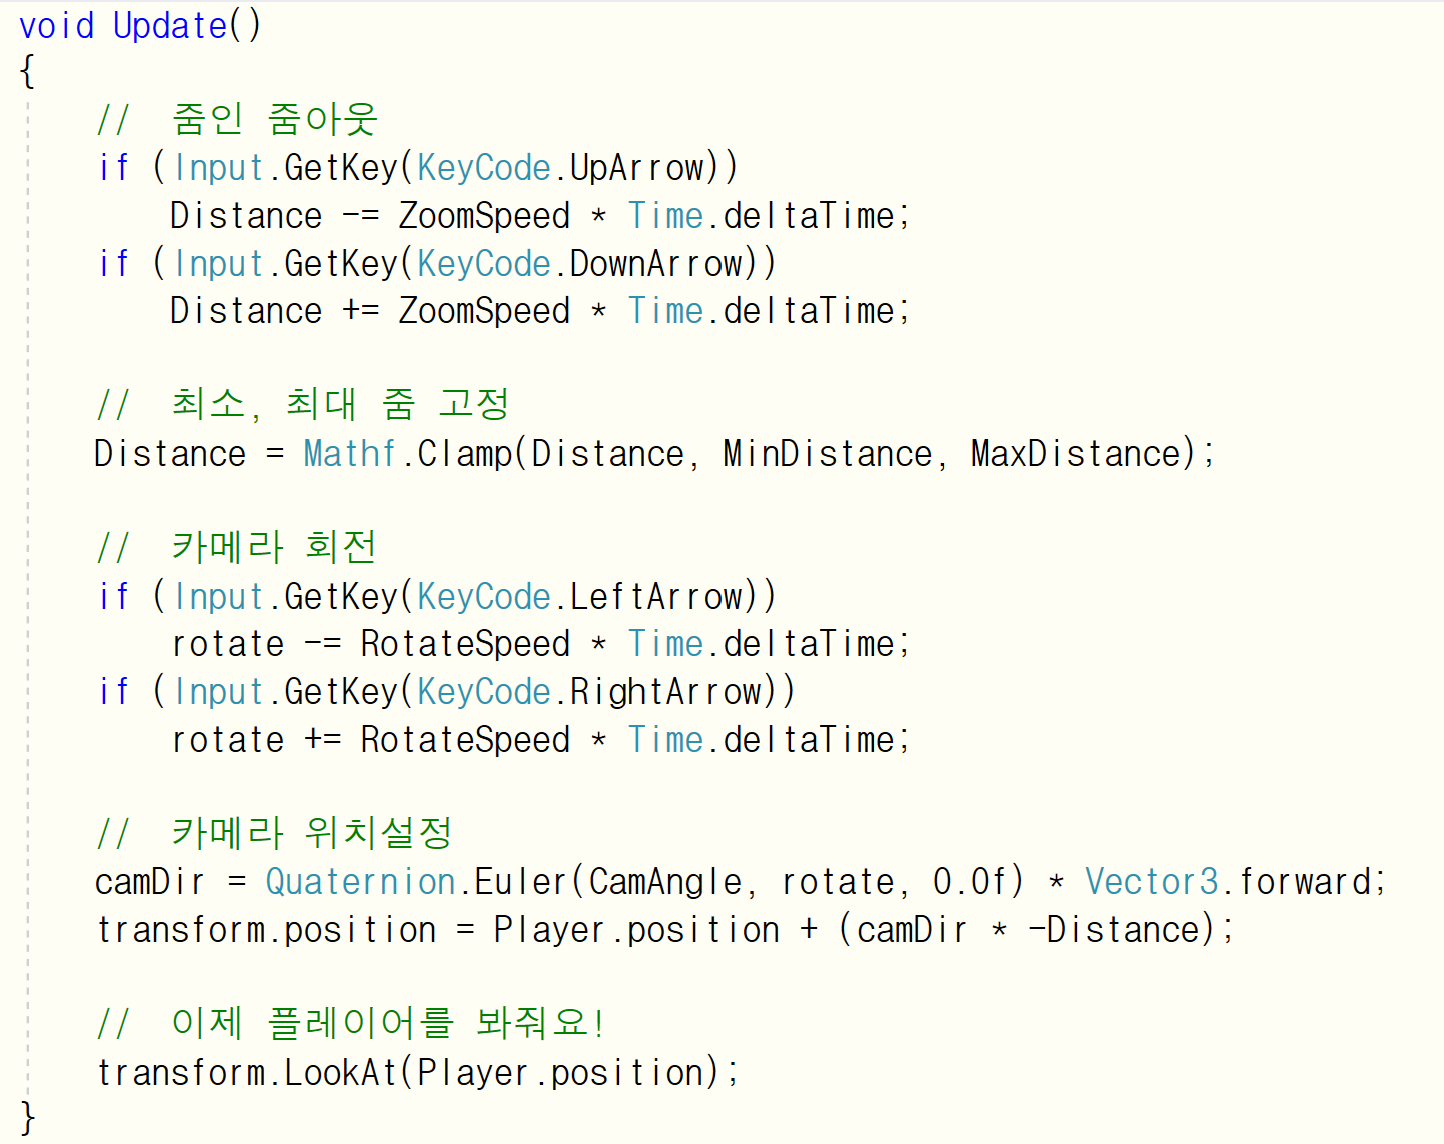 void Update()
{
    //  줌인 줌아웃
    if (Input.GetKey(KeyCode.UpArrow))
        Distance -= ZoomSpeed * Time.deltaTime;
    if (Input.GetKey(KeyCode.DownArrow))
        Distance += ZoomSpeed * Time.deltaTime;

    //  최소, 최대 줌 고정
    Distance = Mathf.Clamp(Distance, MinDistance, MaxDistance);

    //  카메라 회전
    if (Input.GetKey(KeyCode.LeftArrow))
        rotate -= RotateSpeed * Time.deltaTime;
    if (Input.GetKey(KeyCode.RightArrow))
        rotate += RotateSpeed * Time.deltaTime;

    //  카메라 위치설정
    camDir = Quaternion.Euler(CamAngle, rotate, 0.0f) * Vector3.forward;
    transform.position = Player.position + (camDir * -Distance);

    //  이제 플레이어를 봐줘요!
    transform.LookAt(Player.position);
}